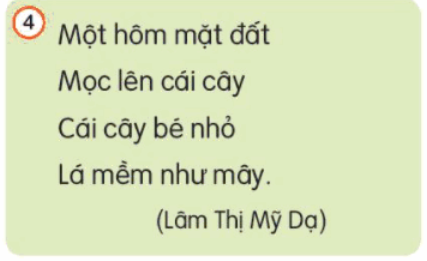 4
Một hôm mặt đất
Mọc lên cái cây
Cái cây bé nhỏ
Lá mềm như mây.
(Lâm Thị Mỹ Dạ)